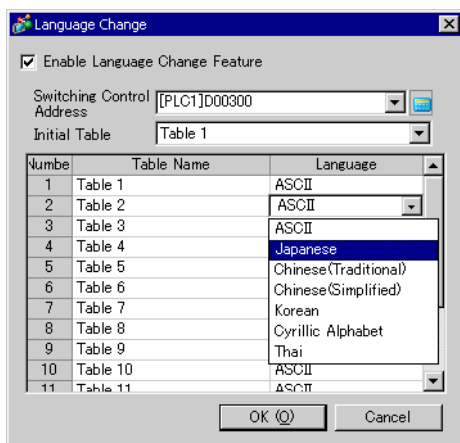 Language Change
Enable Language Change Feature
Switching Control Address [PLC1]D00300
Initial Table Table 1
Numbe Table Name Language
1 Table 1 ASCII
2 Table 2 ASCII
3 Table 3 ASCII
4 Table 4 Japanese
5 Table 5 Chinese(Traditional)
6 Table 6 Chinese(Simplified)
7 Table 7 Korean
8 Table 8 Cyrillic Alphabet
9 Table 9 Thai
10 Table 10 ASCII
11 Table 11 ASCII
OK (O) Cancel